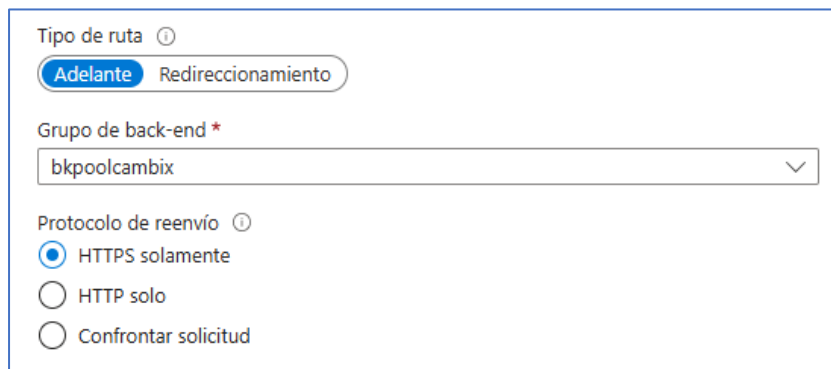 Tipo de ruta
Adelante Redireccionamiento
Grupo de back-end *
bkpoolcambix
Protocolo de reenvío
HTTPS solamente
HTTP solo
Confrontar solicitud